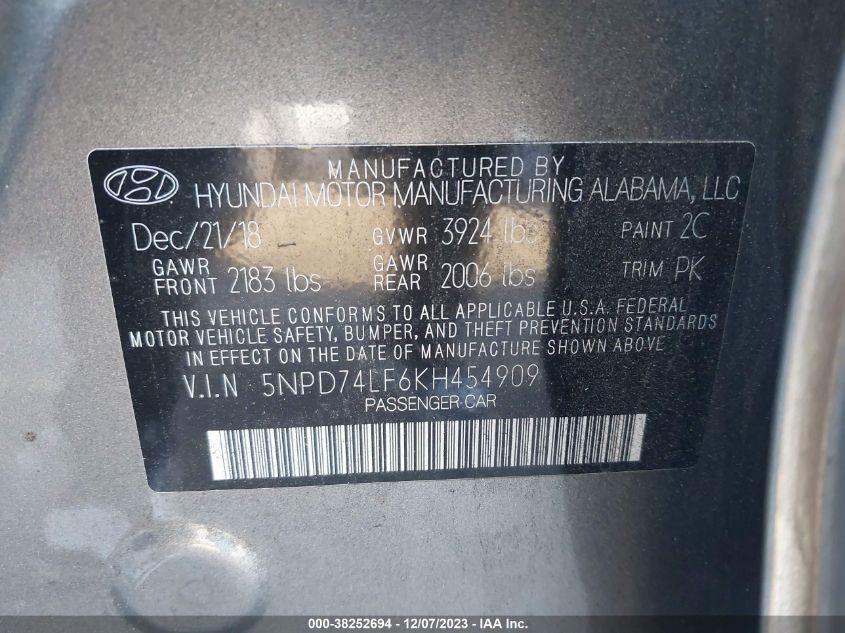 MANUFACTURED BY
HYUNDAI MOTOR MANUFACTURING ALABAMA, LLC
Dec/21/18 GVWR 3924 lbs PAINT 2C
GAWR FRONT 2183 lbs GAWR REAR 2006 lbs TRIM PK
THIS VEHICLE CONFORMS TO ALL APPLICABLE U.S.A. FEDERAL
MOTOR VEHICLE SAFETY, BUMPER, AND THEFT PREVENTION STANDARDS
IN EFFECT ON THE DATE OF MANUFACTURE SHOWN ABOVE
V.I.N 5NPD74LF6KH454909
PASSENGER CAR
000-38252694 - 12/07/2023 - IAAI.COM